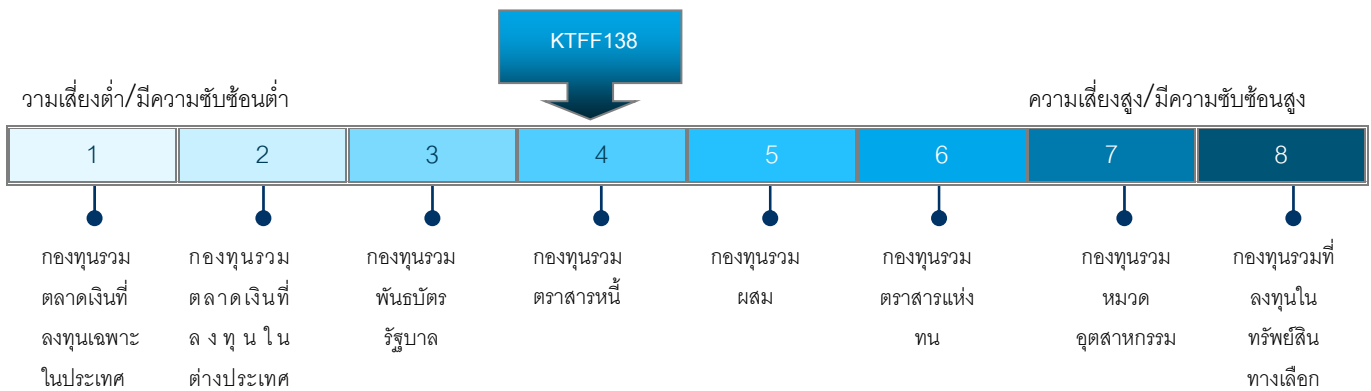 KTFF138
วามเสี่ยงต่ำ/มีความซับซ้อนต่ำ
ความเสี่ยงสูง/มีความซับซ้อนสูง
1
2
3
4
5
6
7
8
กองทุนรวม
ตลาดเงินที่
ลงทุนเฉพาะ
ในประเทศ
กองทุนรวม
ตลาดเงินที่
ลงทุนใน
ต่างประเทศ
กองทุนรวม
พันธบัตร
รัฐบาล
กองทุนรวม
ตราสารหนี้
กองทุนรวม
ผสม
กองทุนรวม
ตราสารแห่ง
ทน
กองทุนรวม
หมวด
อุตสาหกรรม
กองทุนรวมที่
ลงทุนใน
ทรัพย์สิน
ทางเลือก